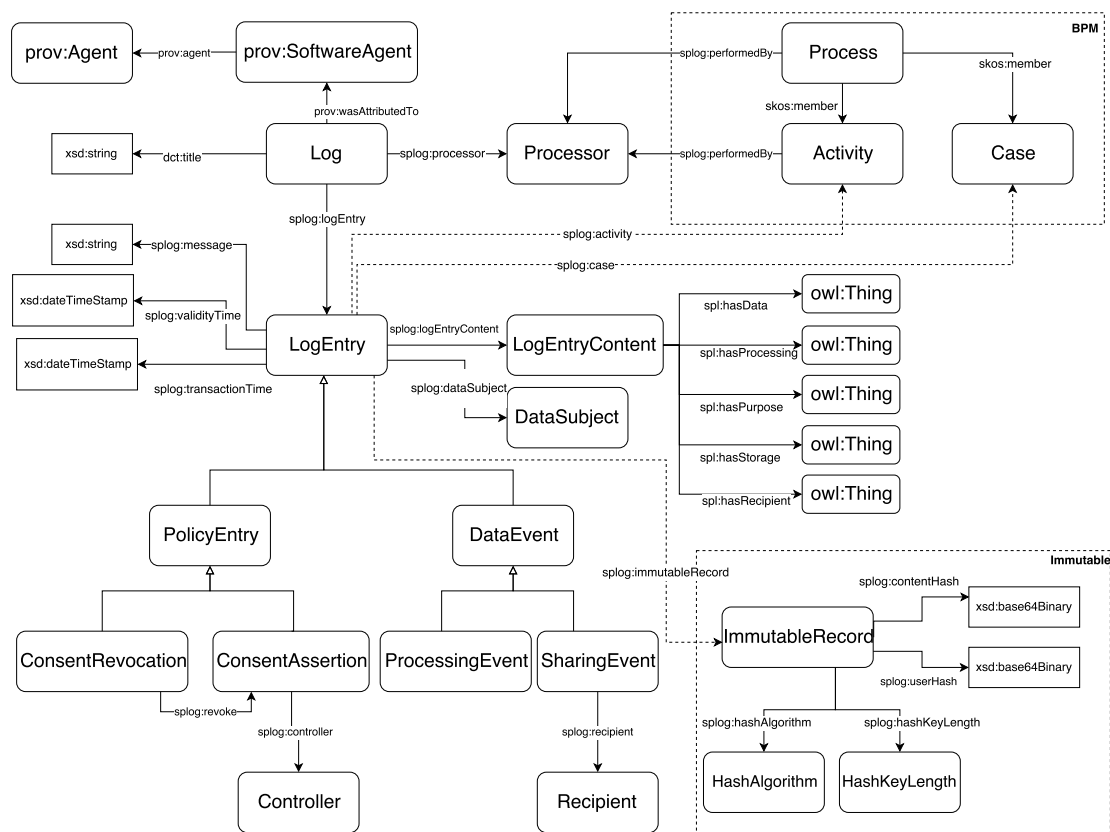 BPM
prov:Agent
prov:agent
prov:SoftwareAgent
splog:performedBy
Process
skos:member
skos:member
prov:wasAttributedTo
xsd:string
dct:title
Log
splog:processor
Processor
splog:performedBy
Activity
Case
splog:logEntry
xsd:string
splog:message
splog:activity
splog:case
xsd:dateTimeStamp
splog:validityTime
xsd:dateTimeStamp
splog:transactionTime
LogEntry
splog:logEntryContent
LogEntryContent
spl:hasData
owl:Thing
spl:hasProcessing
owl:Thing
splog:dataSubject
DataSubject
spl:hasPurpose
owl:Thing
spl:hasStorage
owl:Thing
spl:hasRecipient
owl:Thing
PolicyEntry
DataEvent
splog:immutableRecord
Immutable
ConsentRevocation
ConsentAssertion
ProcessingEvent
SharingEvent
ImmutableRecord
splog:contentHash
xsd:base64Binary
splog:userHash
xsd:base64Binary
splog:revoke
splog:controller
splog:recipient
splog:hashAlgorithm
splog:hashKeyLength
Controller
Recipient
HashAlgorithm
HashKeyLength